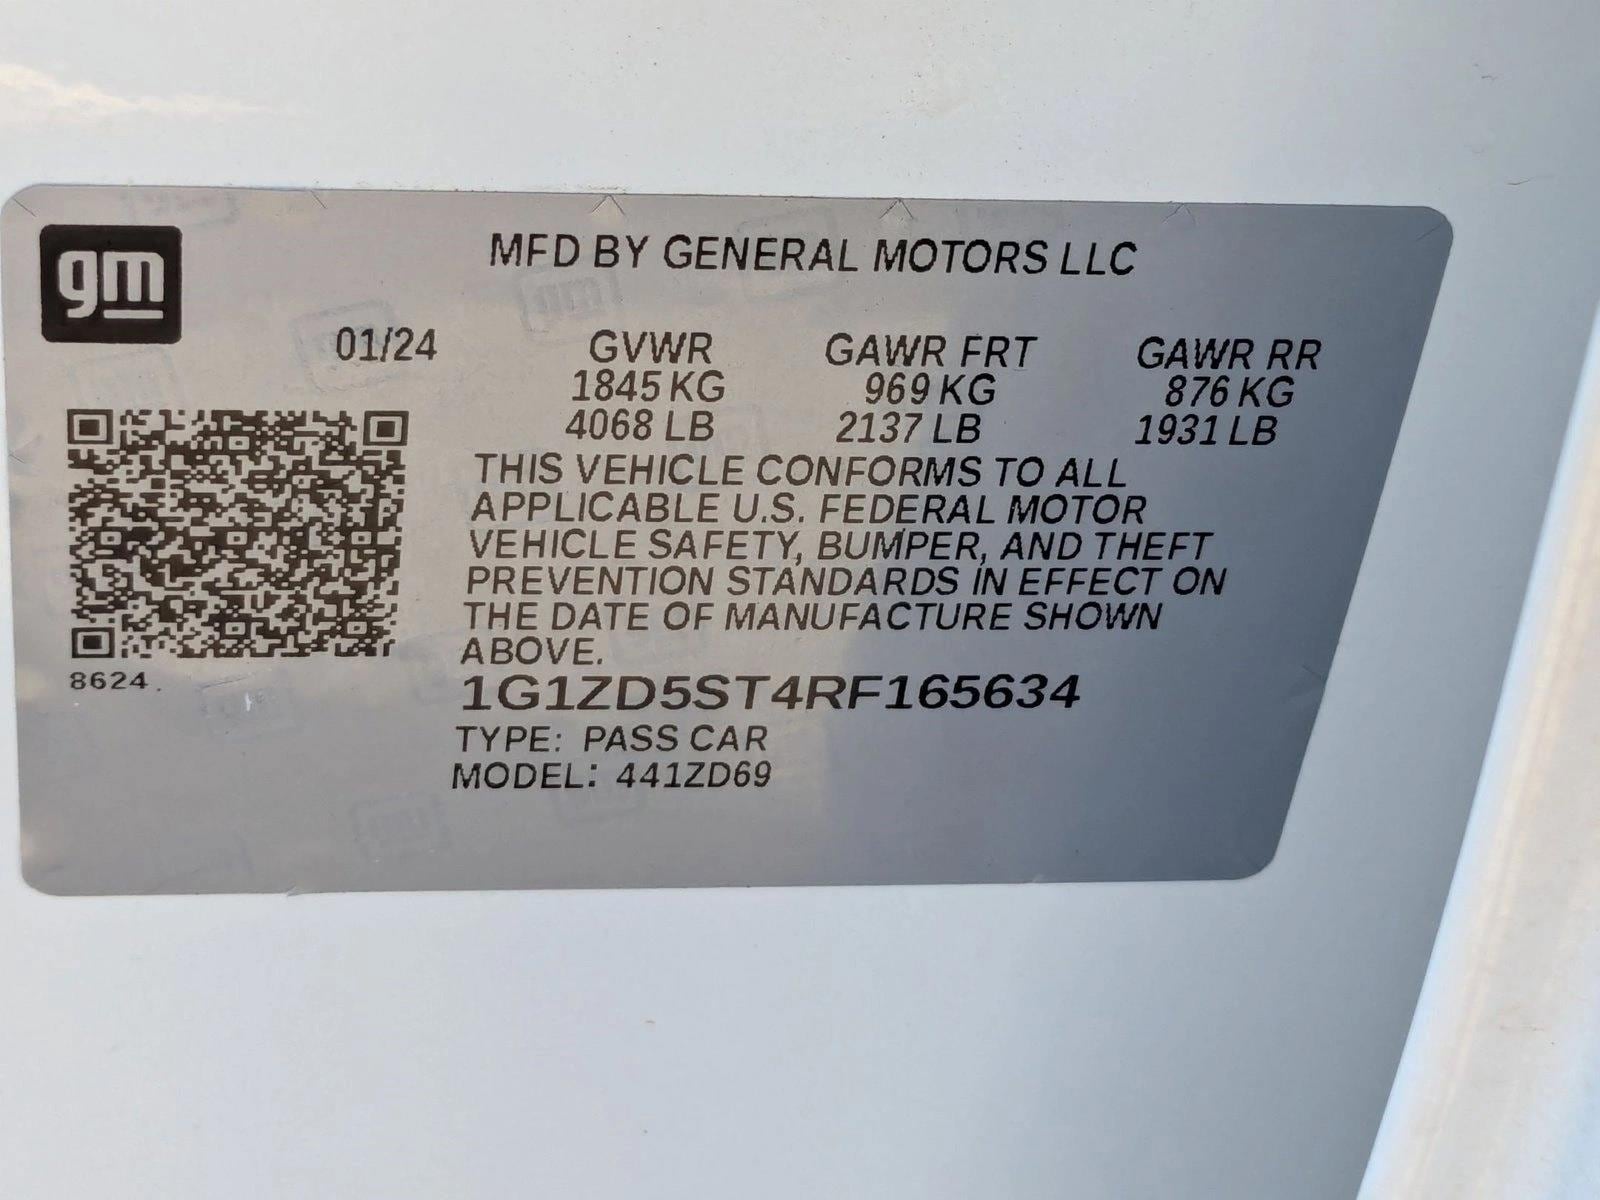 gm
MFD BY GENERAL MOTORS LLC
01/24 GVWR GAWR FRT GAWR RR
1845 KG 969 KG 876 KG
4068 LB 2137 LB 1931 LB
THIS VEHICLE CONFORMS TO ALL
APPLICABLE U.S. FEDERAL MOTOR
VEHICLE SAFETY, BUMPER, AND THEFT
PREVENTION STANDARDS IN EFFECT ON
THE DATE OF MANUFACTURE SHOWN
ABOVE.
8624.
1G1ZD5ST4RF165634
TYPE: PASS CAR
MODEL: 441ZD69